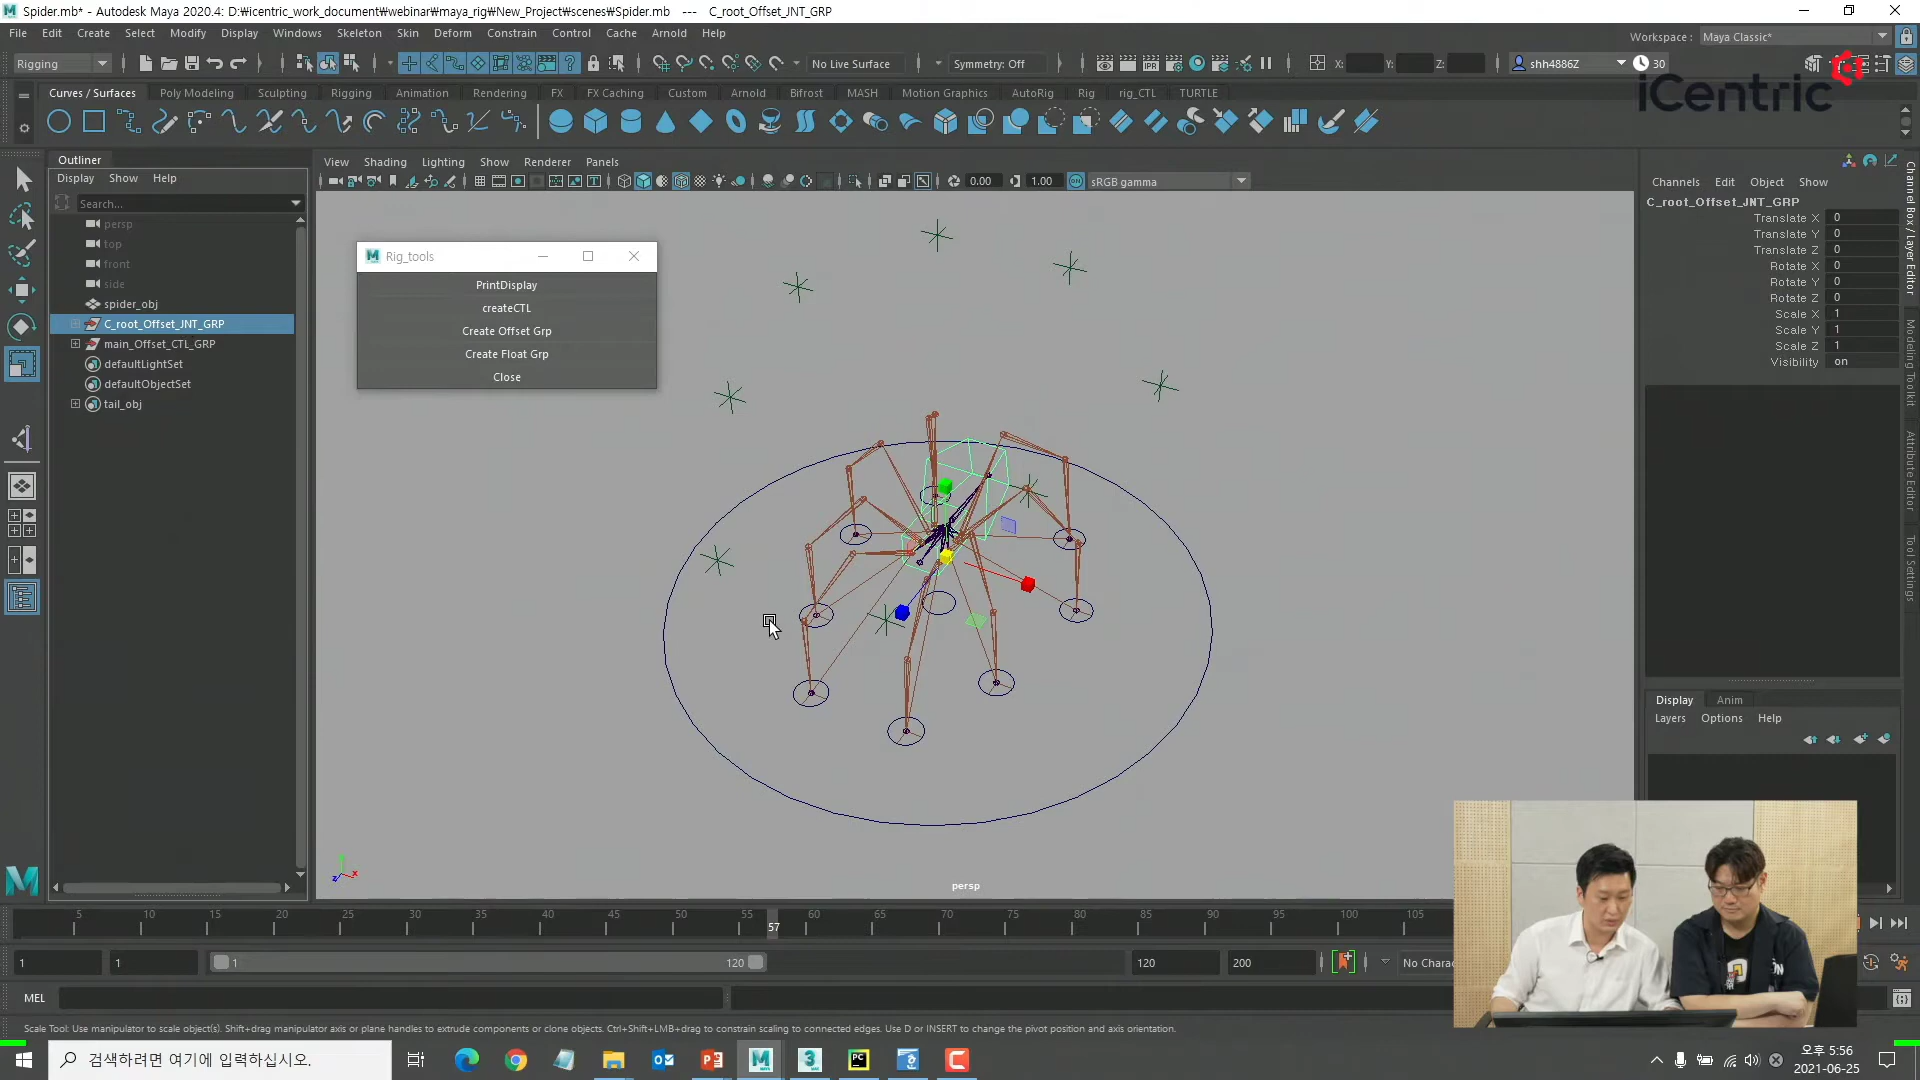 Spider.mb* - Autodesk Maya 2020.4: D:₩icentric_work_document₩webinar₩maya_rig₩New_Project₩scenes₩Spider.mb   ---   C_root_Offset_JNT_GRP
File Edit Create Select Modify Display Windows Skeleton Skin Deform Constrain Control Cache Arnold Help
Workspace : Maya Classic*
Rigging
No Live Surface
Symmetry: Off
X:
Y:
Z:
shh4886Z
30
iCentric
Curves / Surfaces Poly Modeling Sculpting Rigging Animation Rendering FX FX Caching Custom Arnold Bifrost MASH Motion Graphics AutoRig Rig rig_CTL TURTLE
Outliner
Display Show Help
Search...
persp
top
front
side
spider_obj
C_root_Offset_JNT_GRP
main_Offset_CTL_GRP
defaultLightSet
defaultObjectSet
tail_obj
View Shading Lighting Show Renderer Panels
0.00
1.00
sRGB gamma
Rig_tools
PrintDisplay
createCTL
Create Offset Grp
Create Float Grp
Close
persp
Channels Edit Object Show
C_root_Offset_JNT_GRP
Translate X 0
Translate Y 0
Translate Z 0
Rotate X 0
Rotate Y 0
Rotate Z 0
Scale X 1
Scale Y 1
Scale Z 1
Visibility on
Channel Box / Layer Editor
Modeling Toolkit
Attribute Editor
Tool Settings
Display Anim
Layers Options Help
5 10 15 20 25 30 35 40 45 50 55 60 65 70 75 80 85 90 95 100 105
57
1
1
1
120
120
200
No Chara
MEL
Scale Tool: Use manipulator to scale object(s). Shift+drag manipulator axis or plane handles to extrude components or clone objects. Ctrl+Shift+LMB+drag to constrain scaling to connected edges. Use D or INSERT to change the pivot position and axis orientation.
검색하려면 여기에 입력하십시오.
오후 5:56
2021-06-25